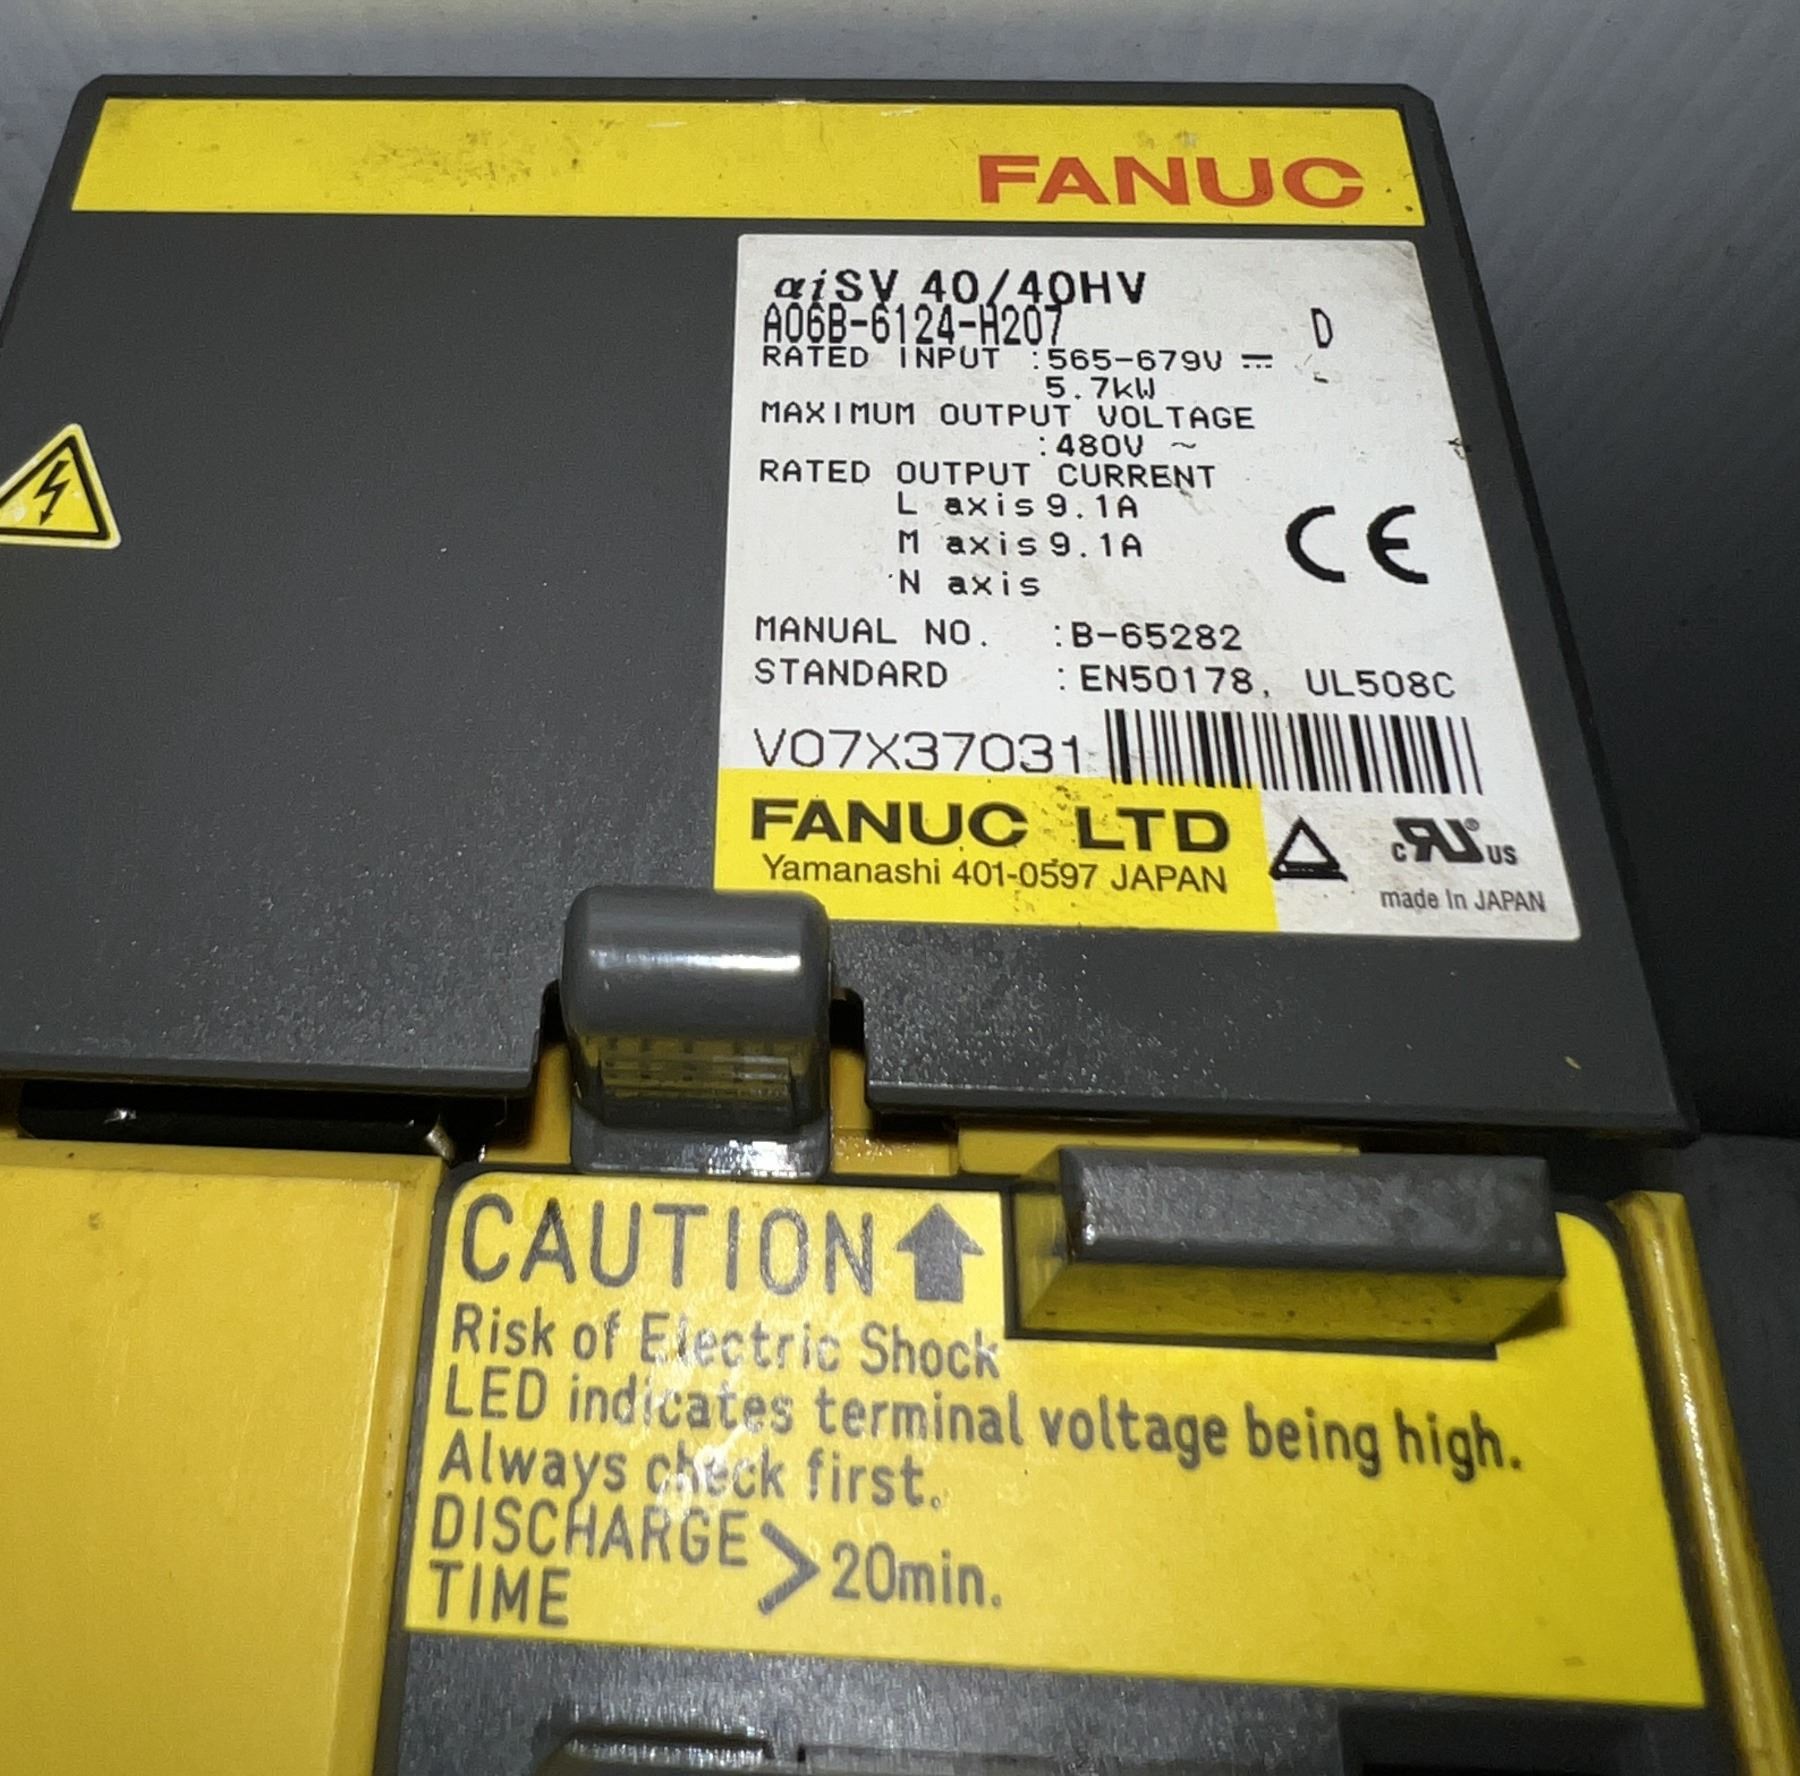 FANUC
αiSV 40/40HV
A06B-6124-H207 D
RATED INPUT :565-679V ⎓
5.7kW
MAXIMUM OUTPUT VOLTAGE
:480V ~
RATED OUTPUT CURRENT
L axis 9.1A
M axis 9.1A
N axis
CE
MANUAL NO. :B-65282
STANDARD :EN50178, UL508C
V07X37031
FANUC LTD
Yamanashi 401-0597 JAPAN
c RU ® US
made In JAPAN
CAUTION
Risk of Electric Shock
LED indicates terminal voltage being high.
Always check first.
DISCHARGE
TIME > 20min.